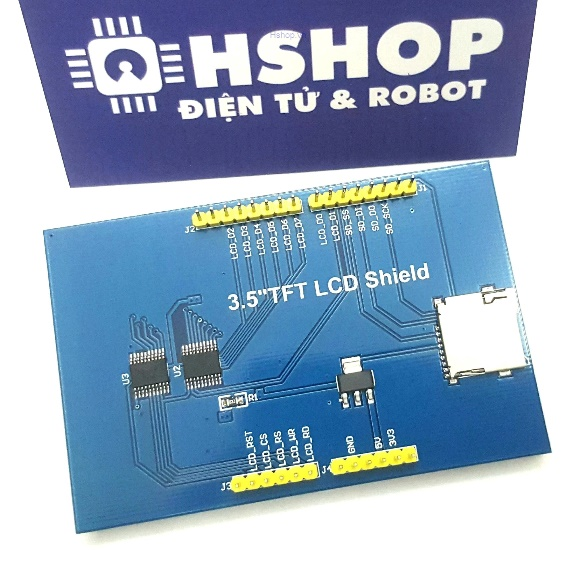 Hshop.v
HSHOP
ĐIỆN TỬ & ROBOT
J2
J1
LCD_D2
LCD_D3
LCD_D4
LCD_D5
LCD_D6
LCD_D7
LCD_D0
LCD_D1
SD_SS
SD_DI
SD_DO
SD_SCK
3.5"TFT LCD Shield
U3
U2
R1
LCD_RST
LCD_CS
LCD_RS
LCD_WR
LCD_RD
J3
J4
GND
5V
3V3